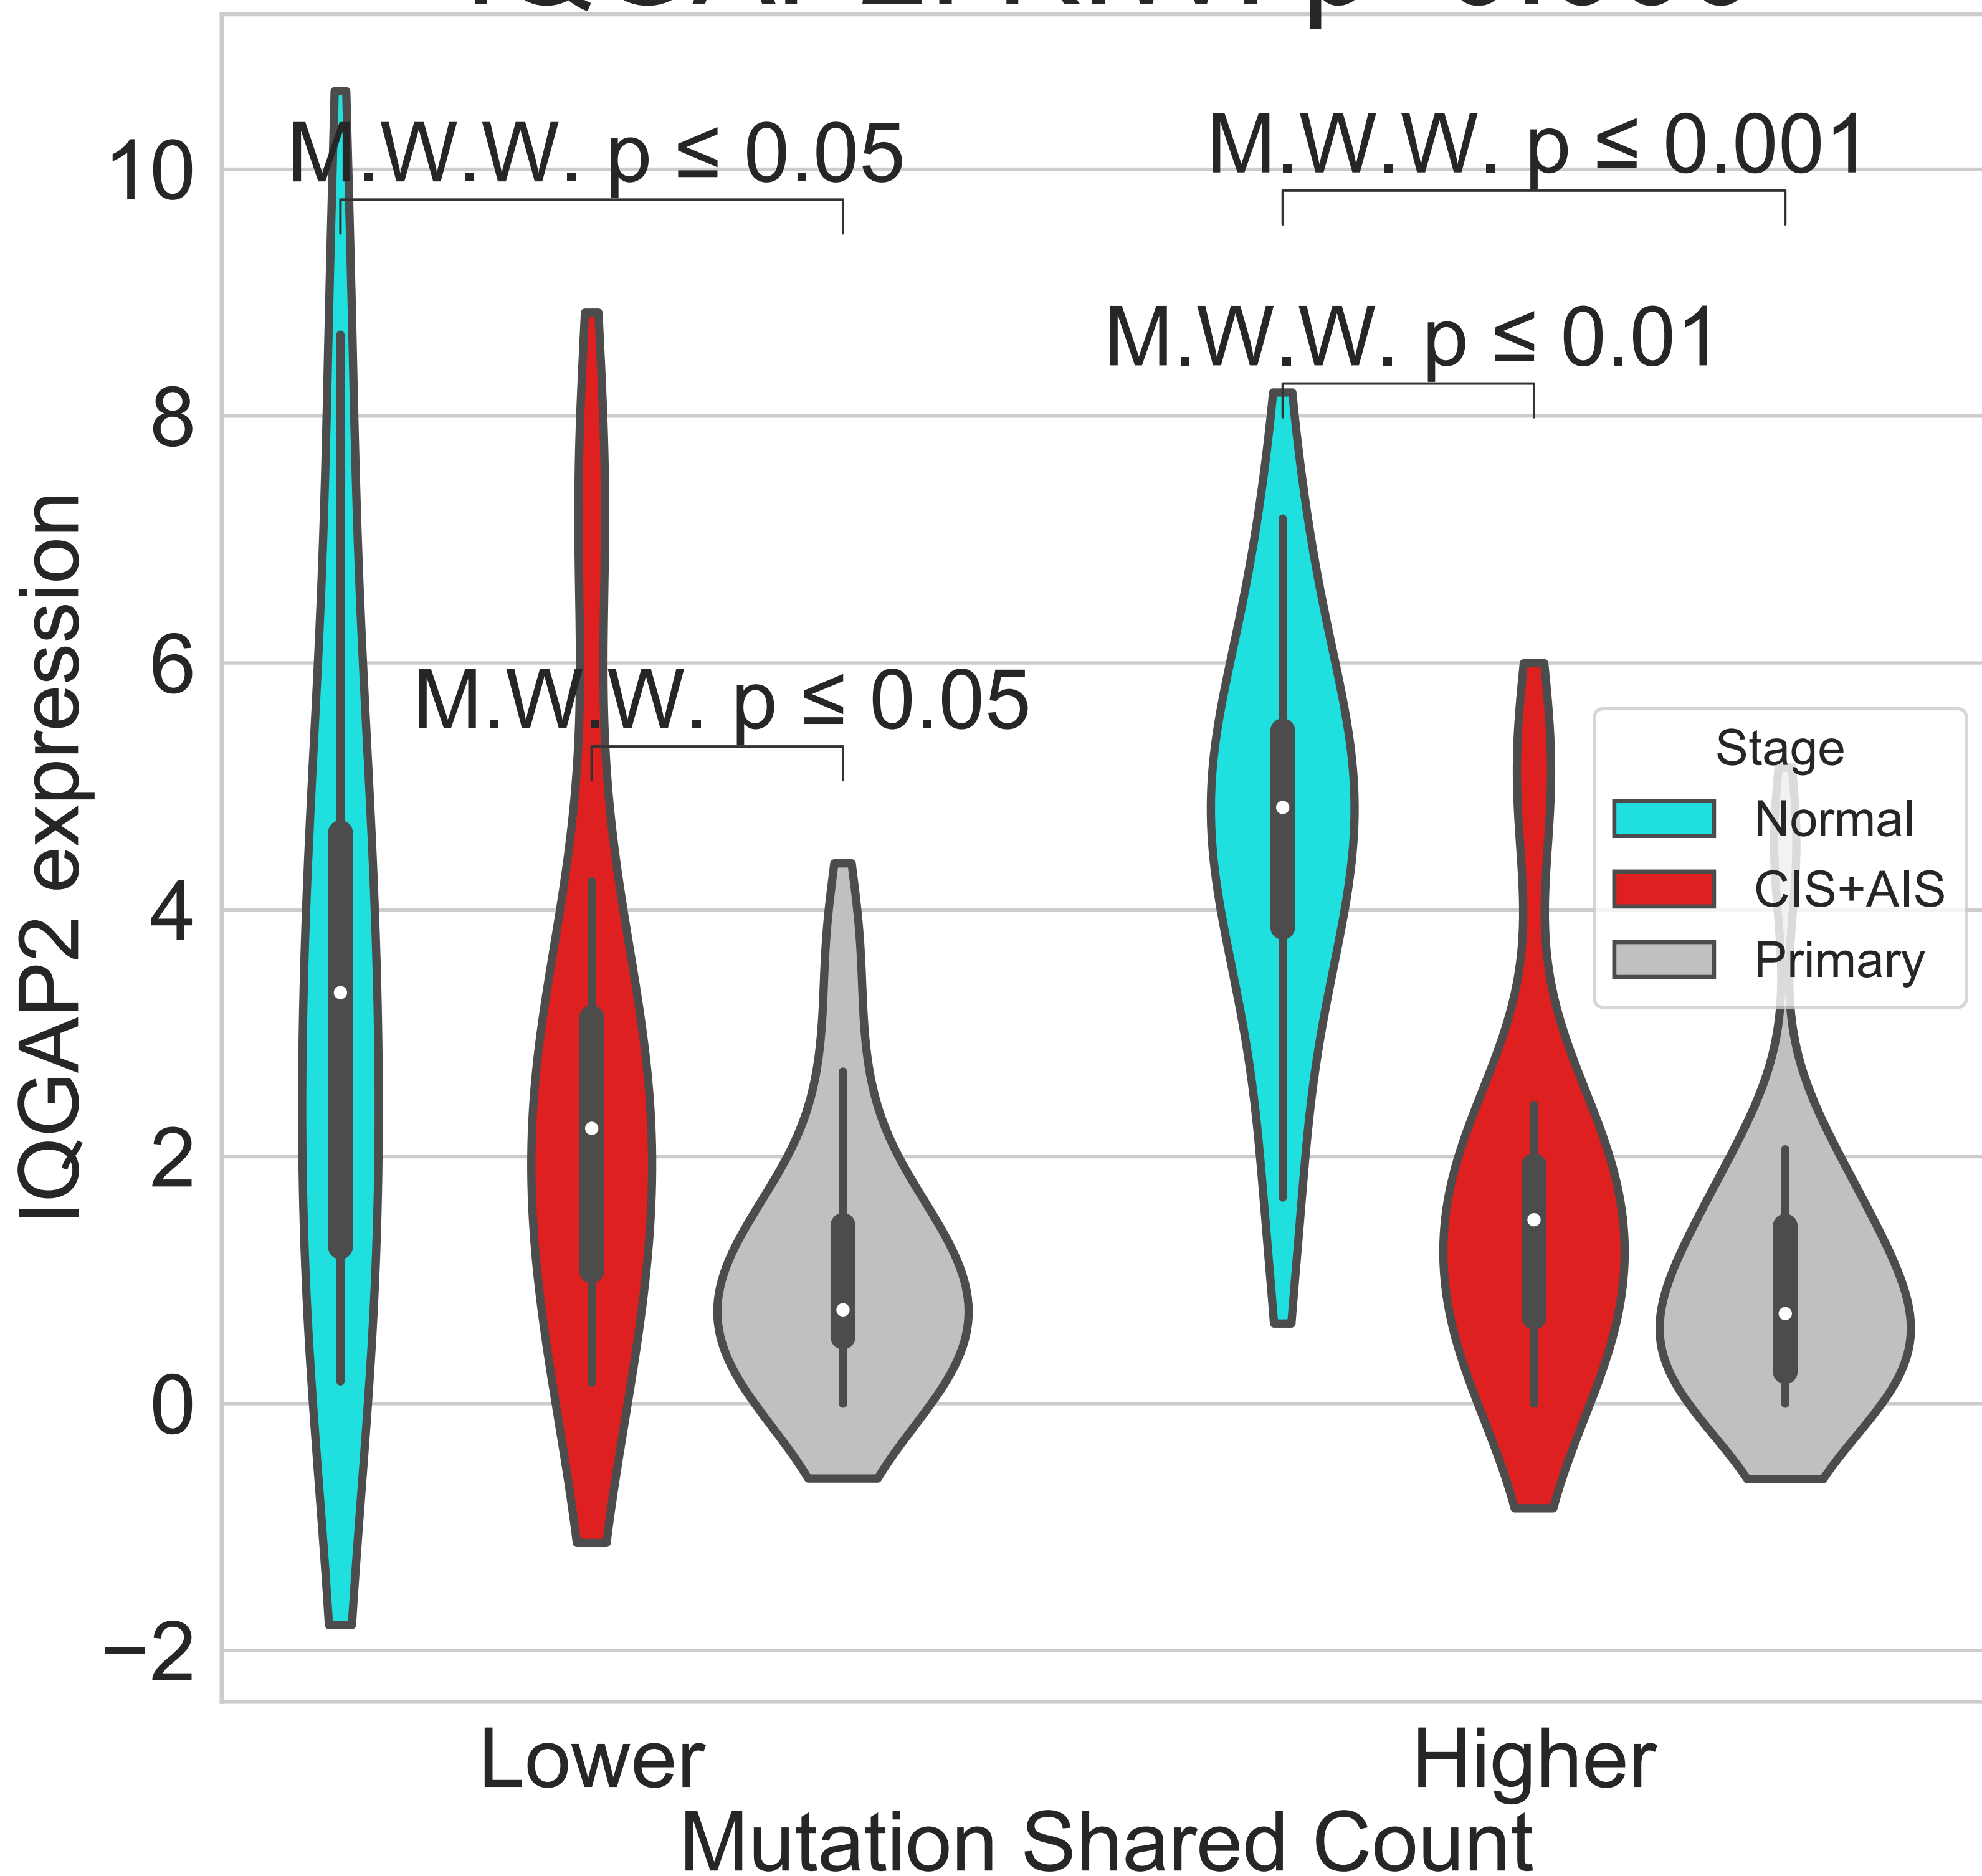 10
8
6
4
2
0
−2
IQGAP2 expression
M.W.W. p ≤ 0.05
M.W.W. p ≤ 0.001
M.W.W. p ≤ 0.01
M.W.W. p ≤ 0.05
Stage
Normal
CIS+AIS
Primary
Lower
Higher
Mutation Shared Count